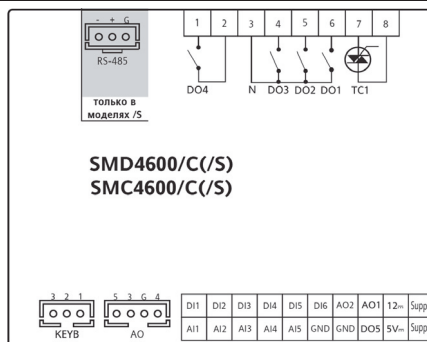 - + G
RS-485
только в
моделях /S
1 2 3 4 5 6 7 8
DO4 N DO3 DO2 DO1 TC1
SMD4600/C(/S)
SMC4600/C(/S)
3 2 1
KEYB
5 3 G 4
AO
DI1 DI2 DI3 DI4 DI5 DI6 AO2 AO1 12m Supp
AI1 AI2 AI3 AI4 AI5 GND GND DO5 5Vm Supp